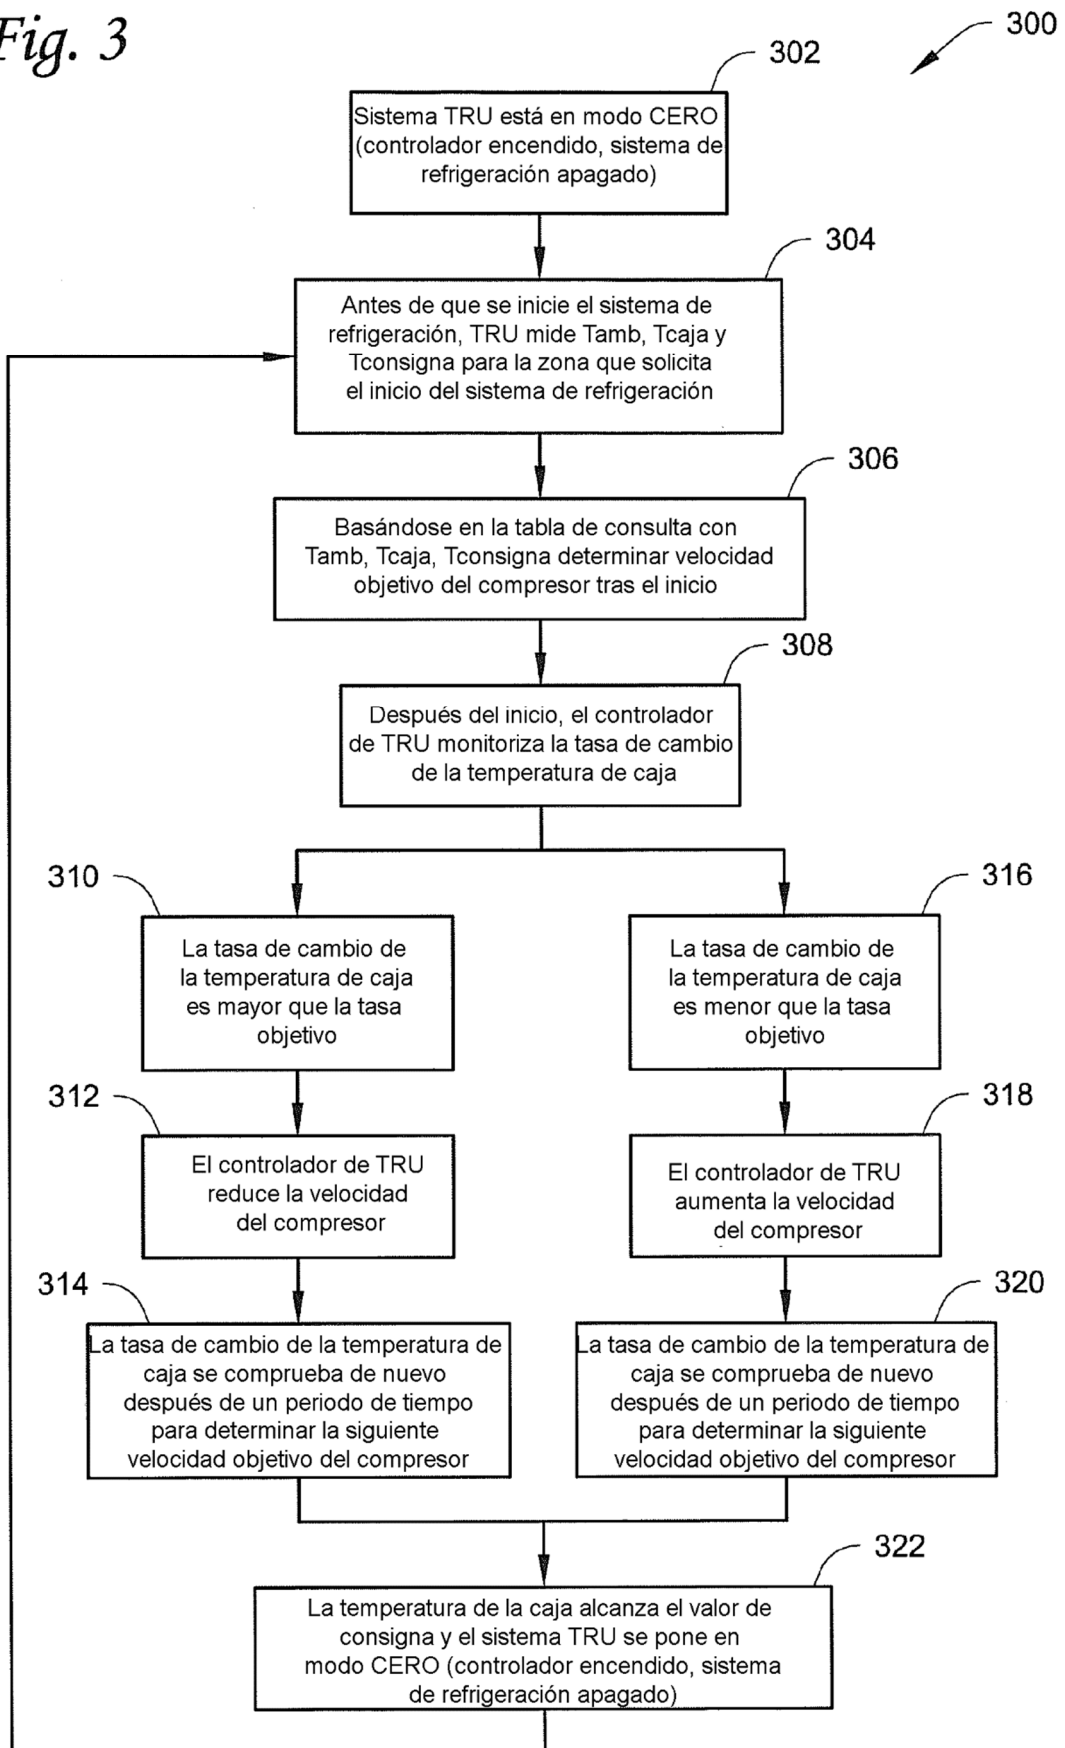 Fig. 3
300
302
Sistema TRU está en modo CERO
(controlador encendido, sistema de
refrigeración apagado)
304
Antes de que se inicie el sistema de
refrigeración, TRU mide Tamb, Tcaja y
Tconsigna para la zona que solicita
el inicio del sistema de refrigeración
306
Basándose en la tabla de consulta con
Tamb, Tcaja, Tconsigna determinar velocidad
objetivo del compresor tras el inicio
308
Después del inicio, el controlador
de TRU monitoriza la tasa de cambio
de la temperatura de caja
310
La tasa de cambio de
la temperatura de caja
es mayor que la tasa
objetivo
316
La tasa de cambio de
la temperatura de caja
es menor que la tasa
objetivo
312
El controlador de TRU
reduce la velocidad
del compresor
318
El controlador de TRU
aumenta la velocidad
del compresor
314
La tasa de cambio de la temperatura de
caja se comprueba de nuevo
después de un periodo de tiempo
para determinar la siguiente
velocidad objetivo del compresor
320
La tasa de cambio de la temperatura de
caja se comprueba de nuevo
después de un periodo de tiempo
para determinar la siguiente
velocidad objetivo del compresor
322
La temperatura de la caja alcanza el valor de
consigna y el sistema TRU se pone en
modo CERO (controlador encendido, sistema
de refrigeración apagado)